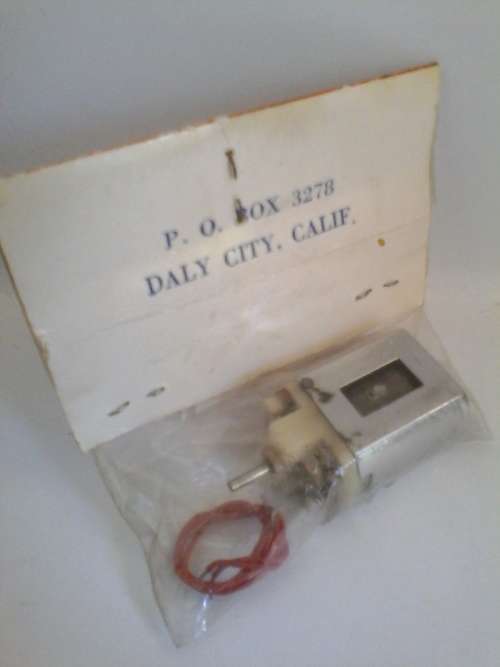 P. O. BOX 3278
DALY CITY, CALIF.